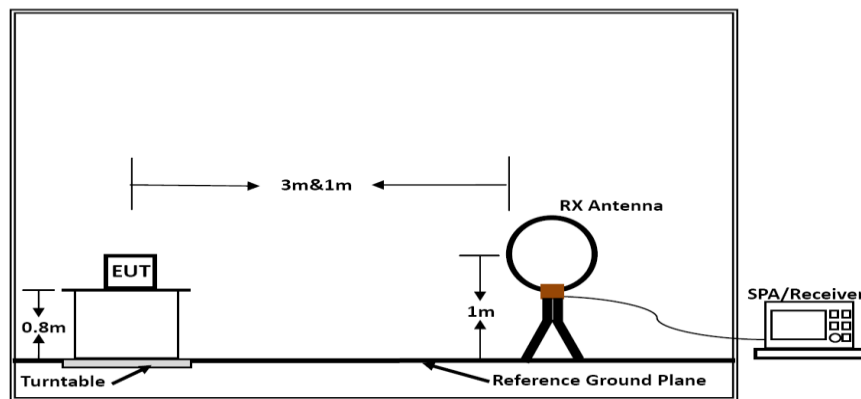 3m&1m
RX Antenna
EUT
0.8m
1m
SPA/Receiver
Turntable
Reference Ground Plane